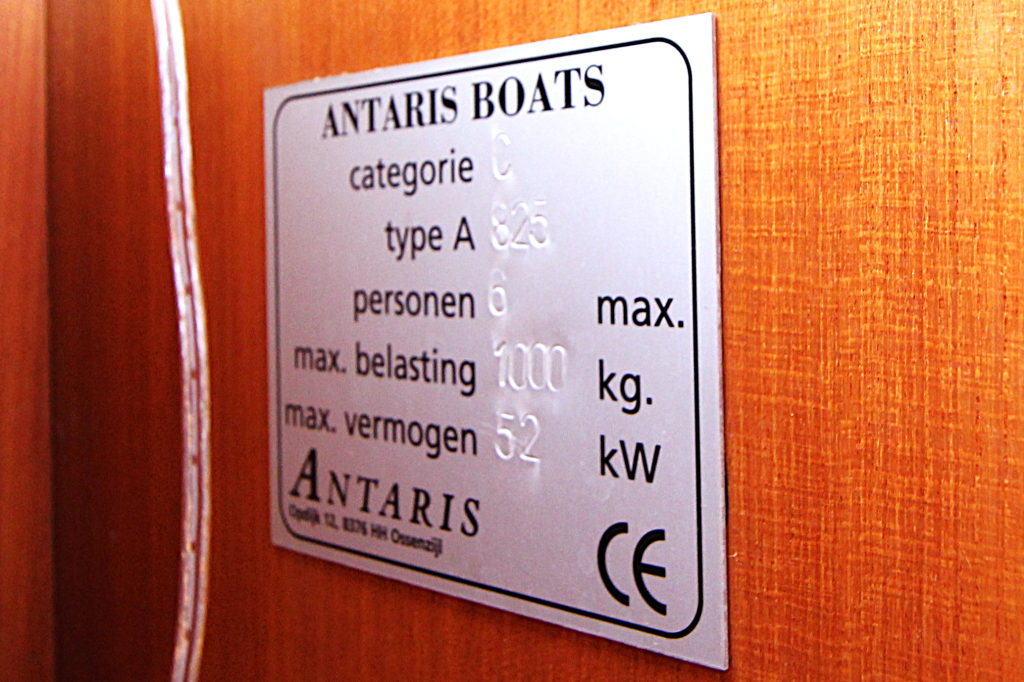 ANTARIS BOATS
categorie C
type A 825
personen 6 max.
max. belasting 1000 kg.
max. vermogen 52 kW
ANTARIS
Opdijk 12, 8376 HH Ossenzijl
CE